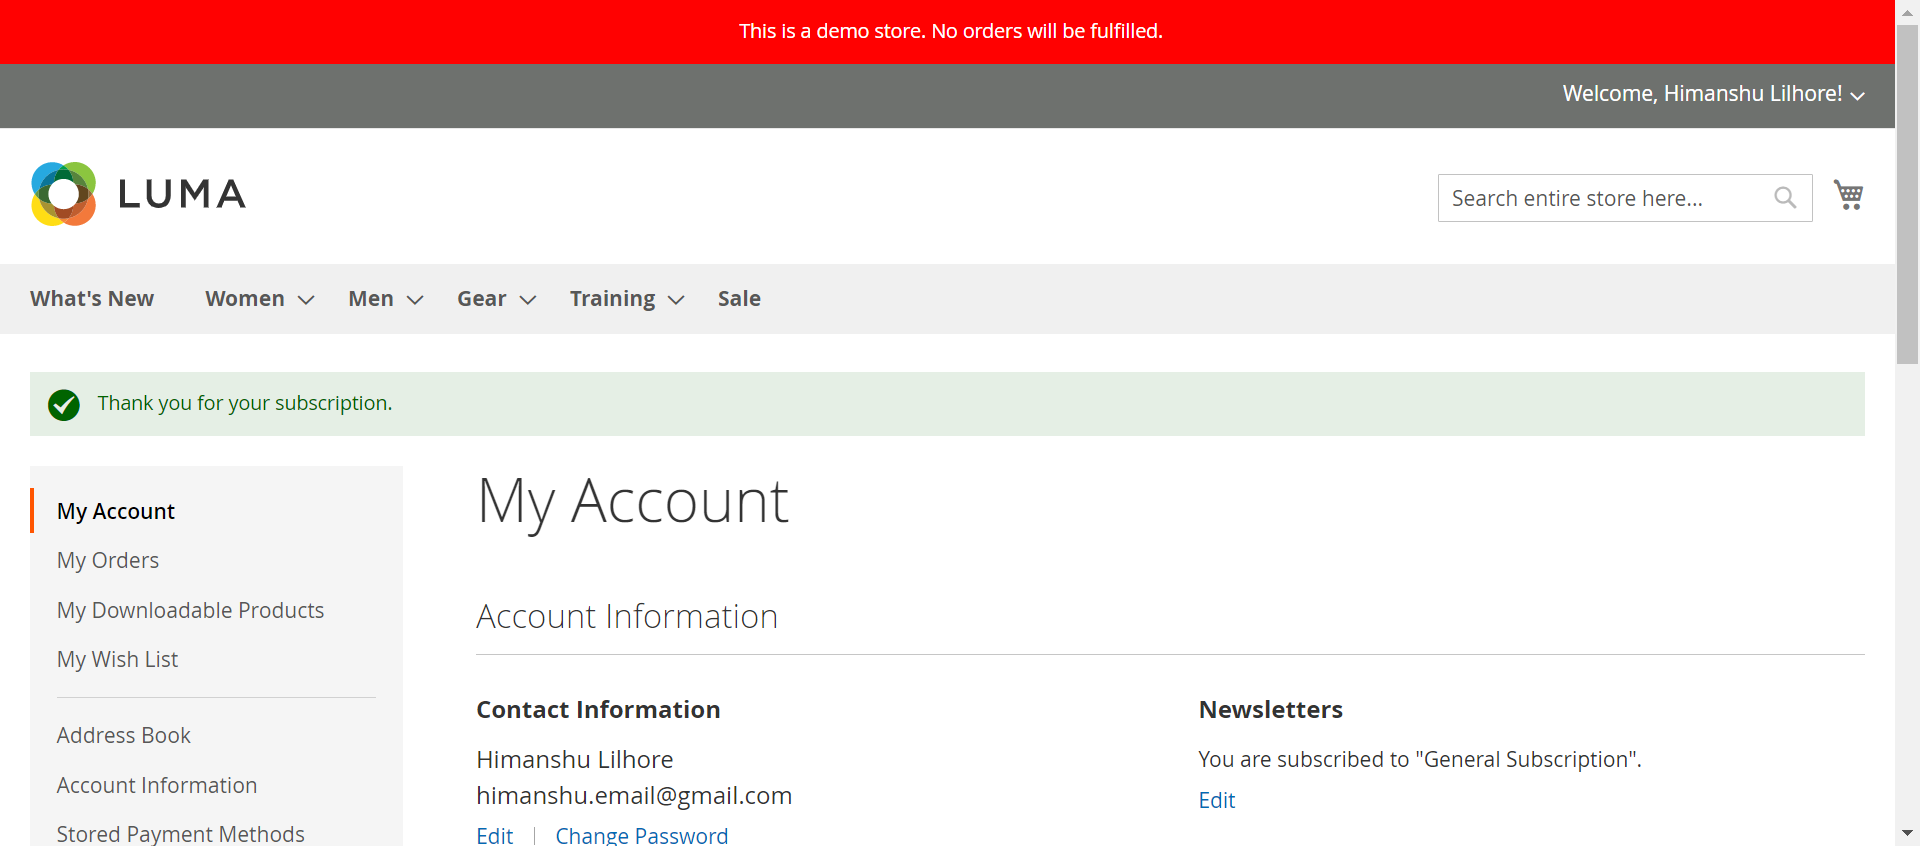 This is a demo store. No orders will be fulfilled.
Welcome, Himanshu Lilhore!
LUMA
Search entire store here...
What's New Women Men Gear Training Sale
Thank you for your subscription.
My Account
My Orders
My Downloadable Products
My Wish List
Address Book
Account Information
Stored Payment Methods
My Account
Account Information
Contact Information
Himanshu Lilhore
himanshu.email@gmail.com
Edit | Change Password
Newsletters
You are subscribed to "General Subscription".
Edit